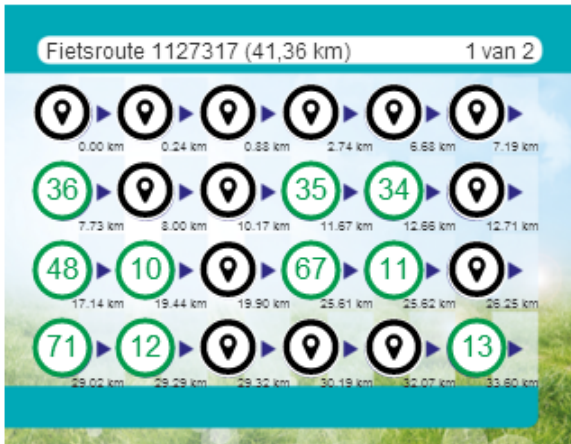 Fietsroute 1127317 (41,36 km) 1 van 2
0.00 km 0.24 km 0.88 km 2.74 km 6.68 km 7.19 km
36 35 34
7.73 km 8.00 km 10.17 km 11.67 km 12.66 km 12.71 km
48 10 67 11
17.14 km 19.44 km 19.90 km 25.61 km 25.62 km 26.25 km
71 12 13
29.02 km 29.29 km 29.32 km 30.19 km 32.07 km 33.60 km